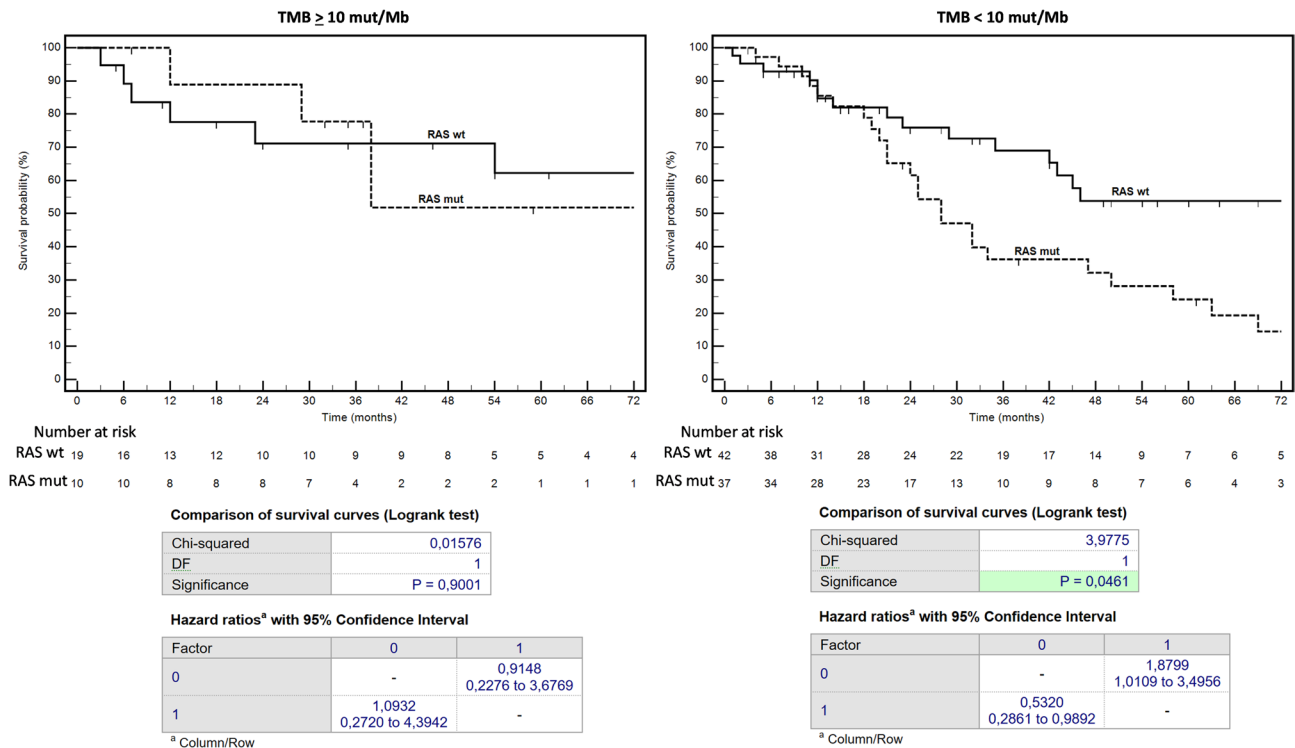 TMB ≥ 10 mut/Mb
100
90
80
70
60
50
40
30
20
10
0
Survival probability (%)
RAS wt
RAS mut
0 6 12 24 36 48 60 72
Time (months)
Number at risk
RAS wt 19 16 13 12 10 10 9 9 8 5 5 4 4
RAS mut 10 10 8 8 8 7 4 2 2 2 1 1 1
Comparison of survival curves (Logrank test)
Chi-squared 0,01576
DF 1
Significance P = 0,9001
Hazard ratiosᵃ with 95% Confidence Interval
Factor 0 1
0 - 0,9148
0,2276 to 3,6769
1 1,0932 -
0,2720 to 4,3942
ᵃ Column/Row
TMB < 10 mut/Mb
100
90
80
70
60
50
40
30
20
10
0
Survival probability (%)
RAS wt
RAS mut
0 6 12 24 36 48 60 72
Time (months)
Number at risk
RAS wt 42 38 31 28 24 22 19 17 14 9 7 6 5
RAS mut 37 34 28 23 17 13 10 9 8 7 6 4 3
Comparison of survival curves (Logrank test)
Chi-squared 3,9775
DF 1
Significance P = 0,0461
Hazard ratiosᵃ with 95% Confidence Interval
Factor 0 1
0 - 1,8799
1,0109 to 3,4956
1 0,5320 -
0,2861 to 0,9892
ᵃ Column/Row